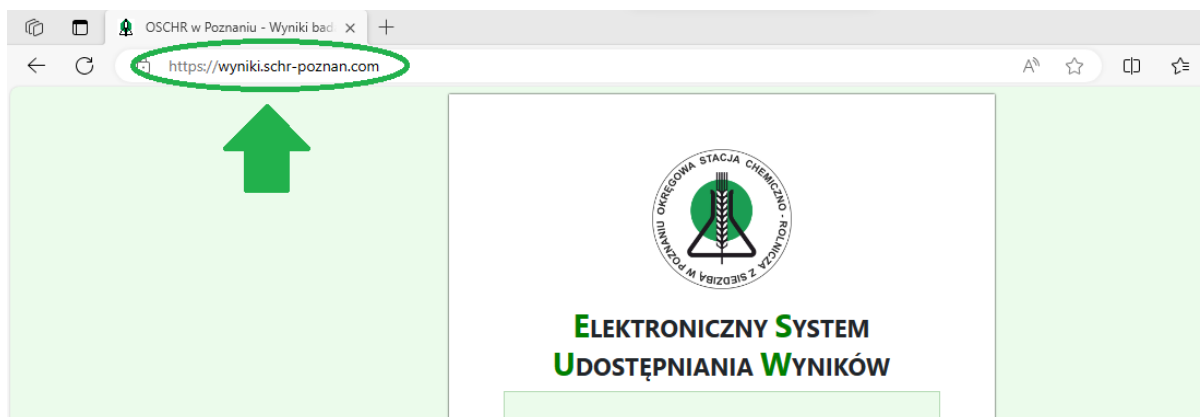 OSCHR w Poznaniu - Wyniki bad
https://wyniki.schr-poznan.com
OKRĘGOWA STACJA CHEMICZNO - ROLNICZA Z SIEDZIBĄ W POZNANIU
ELEKTRONICZNY SYSTEM
UDOSTĘPNIANIA WYNIKÓW